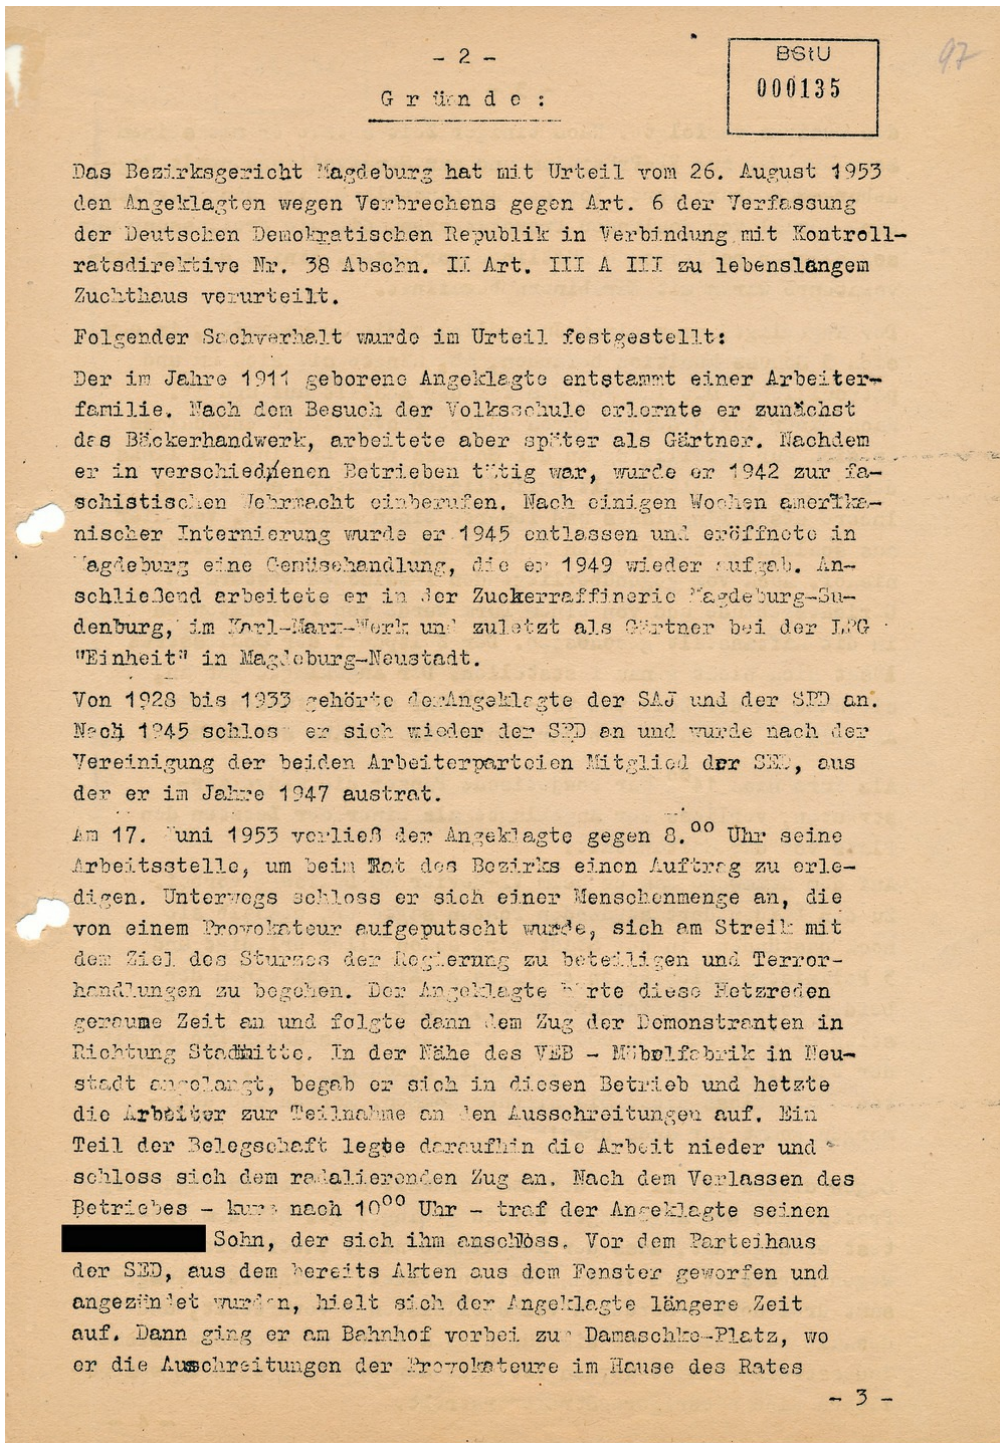 - 2 -
BStU
000135
97
G r ü n d e :
Das Bezirksgericht Magdeburg hat mit Urteil vom 26. August 1953
den Angeklagten wegen Verbrechens gegen Art. 6 der Verfassung
der Deutschen Demokratischen Republik in Verbindung mit Kontroll-
ratsdirektive Nr. 38 Abschn. II Art. III A III zu lebenslangem
Zuchthaus verurteilt.
Folgender Sachverhalt wurde im Urteil festgestellt:
Der im Jahre 1911 geborene Angeklagte entstammt einer Arbeiter-
familie. Nach dem Besuch der Volksschule erlernte er zunächst
das Bäckerhandwerk, arbeitete aber später als Gärtner. Nachdem
er in verschiedenen Betrieben tätig war, wurde er 1942 zur fa-
schistischen Wehrmacht einberufen. Nach einigen Wochen amerika-
nischer Internierung wurde er 1945 entlassen und eröffnete in
Magdeburg eine Gemüsehandlung, die er 1949 wieder aufgab. An-
schließend arbeitete er in der Zuckerraffinerie Magdeburg-Su-
denburg, im Karl-Marx-Werk und zuletzt als Gärtner bei der LPG
"Einheit" in Magdeburg-Neustadt.
Von 1928 bis 1933 gehörte derAngeklagte der SAJ und der SPD an.
Nach 1945 schloss er sich wieder der SPD an und wurde nach der
Vereinigung der beiden Arbeiterparteien Mitglied der SED, aus
der er im Jahre 1947 austrat.
Am 17. Juni 1953 verließ der Angeklagte gegen 8.00 Uhr seine
Arbeitsstelle, um beim Rat des Bezirks einen Auftrag zu erle-
digen. Unterwegs schloss er sich einer Menschenmenge an, die
von einem Provokateur aufgeputscht wurde, sich am Streik mit
dem Ziel des Sturzes der Regierung zu beteiligen und Terror-
handlungen zu begehen. Der Angeklagte hörte diese Hetzreden
geraume Zeit an und folgte dann dem Zug der Demonstranten in
Richtung Stadtmitte. In der Nähe des VEB - Möbelfabrik in Neu-
stadt angelangt, begab er sich in diesen Betrieb und hetzte
die Arbeiter zur Teilnahme an den Ausschreitungen auf. Ein
Teil der Belegschaft legte daraufhin die Arbeit nieder und
schloss sich dem radalierenden Zug an. Nach dem Verlassen des
Betriebes - kurz nach 10oo Uhr - traf der Angeklagte seinen
Sohn, der sich ihm anschloss. Vor dem Parteihaus
der SED, aus dem bereits Akten aus dem Fenster geworfen und
angezündet wurden, hielt sich der Angeklagte längere Zeit
auf. Dann ging er am Bahnhof vorbei zum Damaschke-Platz, wo
er die Ausschreitungen der Provokateure im Hause des Rates
- 3 -